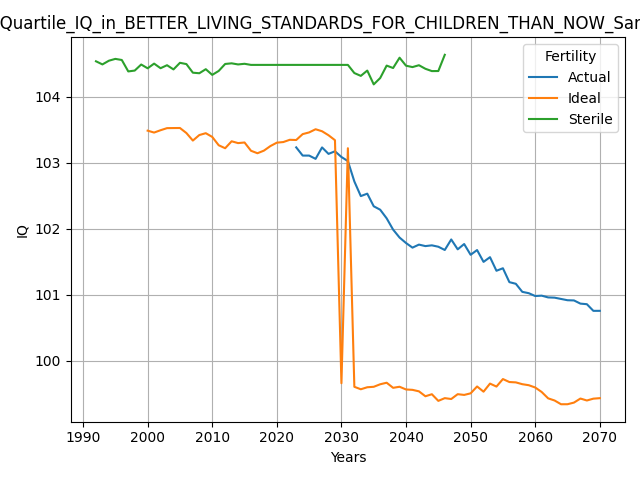 Quartile_IQ_in_BETTER_LIVING_STANDARDS_FOR_CHILDREN_THAN_NOW_Sar
Fertility
Actual
Ideal
Sterile
104
103
102
101
100
IQ
1990 2000 2010 2020 2030 2040 2050 2060 2070
Years